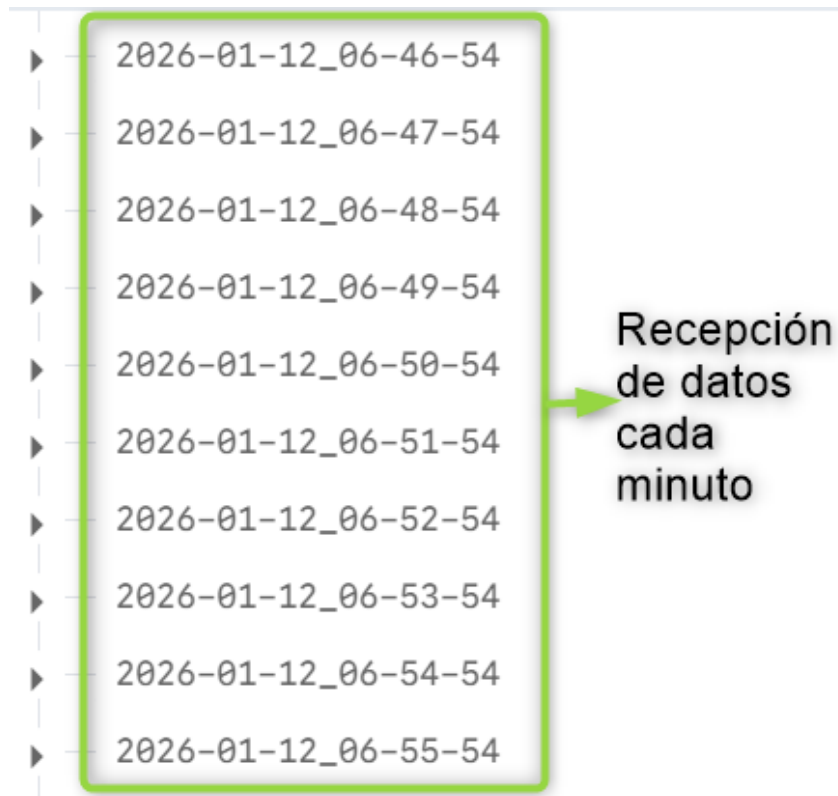 2026-01-12_06-46-54
2026-01-12_06-47-54
2026-01-12_06-48-54
2026-01-12_06-49-54
2026-01-12_06-50-54
2026-01-12_06-51-54
2026-01-12_06-52-54
2026-01-12_06-53-54
2026-01-12_06-54-54
2026-01-12_06-55-54
Recepción
de datos
cada
minuto